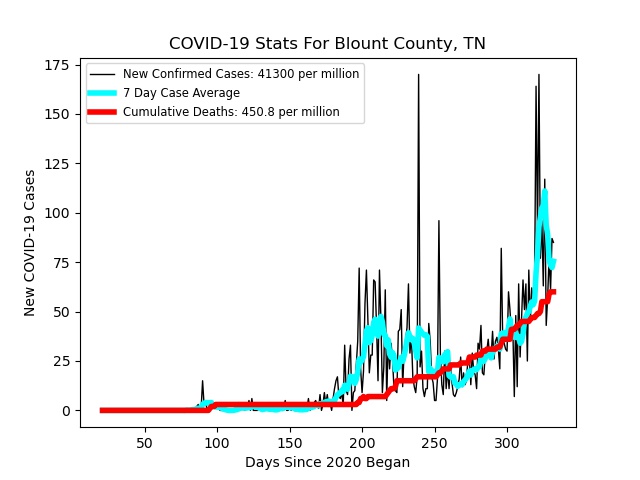 COVID-19 Stats For Blount County, TN
New Confirmed Cases: 41300 per million
7 Day Case Average
Cumulative Deaths: 450.8 per million
New COVID-19 Cases
175
150
125
100
75
50
25
0
50
100
150
200
250
300
Days Since 2020 Began